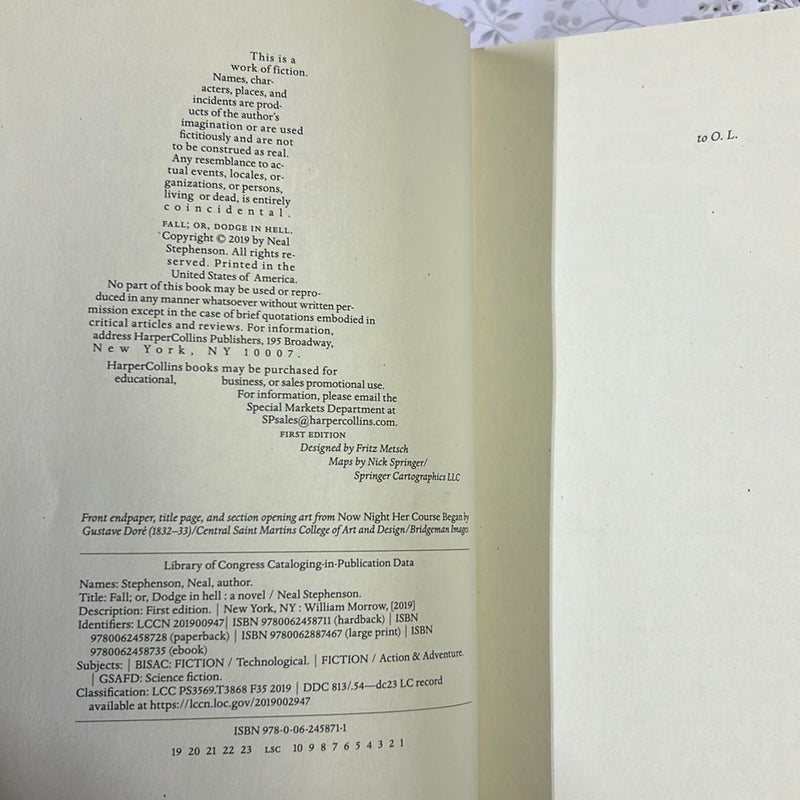 This is a
work of fiction.
Names, char-
acters, places, and
incidents are prod-
ucts of the author's
imagination or are used
fictitiously and are not
to be construed as real.
Any resemblance to ac-
tual events, locales, or-
ganizations, or persons,
living or dead, is entirely
coincidental.
FALL; OR, DODGE IN HELL.
Copyright © 2019 by Neal
Stephenson. All rights re-
served. Printed in the
United States of America.
No part of this book may be used or repro-
duced in any manner whatsoever without written per-
mission except in the case of brief quotations embodied in
critical articles and reviews. For information,
address HarperCollins Publishers, 195 Broadway,
New York, NY 10007.
HarperCollins books may be purchased for
educational, business, or sales promotional use.
For information, please email the
Special Markets Department at
SPsales@harpercollins.com.
FIRST EDITION
Designed by Fritz Metsch
Maps by Nick Springer/
Springer Cartographics LLC
Front endpaper, title page, and section opening art from Now Night Her Course Began by
Gustave Doré (1832–33)/Central Saint Martins College of Art and Design/Bridgeman Images
Library of Congress Cataloging-in-Publication Data
Names: Stephenson, Neal, author.
Title: Fall; or, Dodge in hell : a novel / Neal Stephenson.
Description: First edition. | New York, NY : William Morrow, [2019]
Identifiers: LCCN 201900947| ISBN 9780062458711 (hardback) | ISBN
9780062458728 (paperback) | ISBN 9780062887467 (large print) | ISBN
9780062458735 (ebook)
Subjects: | BISAC: FICTION / Technological. | FICTION / Action & Adventure.
| GSAFD: Science fiction.
Classification: LCC PS3569.T3868 F35 2019 | DDC 813/.54—dc23 LC record
available at https://lccn.loc.gov/2019002947
ISBN 978-0-06-245871-1
19 20 21 22 23 LSC 10 9 8 7 6 5 4 3 2 1
to O. L.